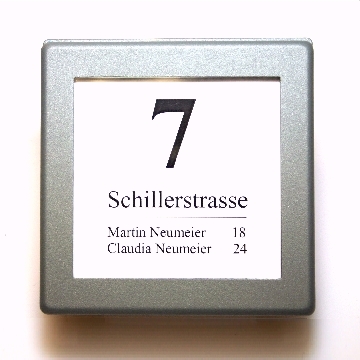 7
Schillerstrasse
Martin Neumeier 18
Claudia Neumeier 24